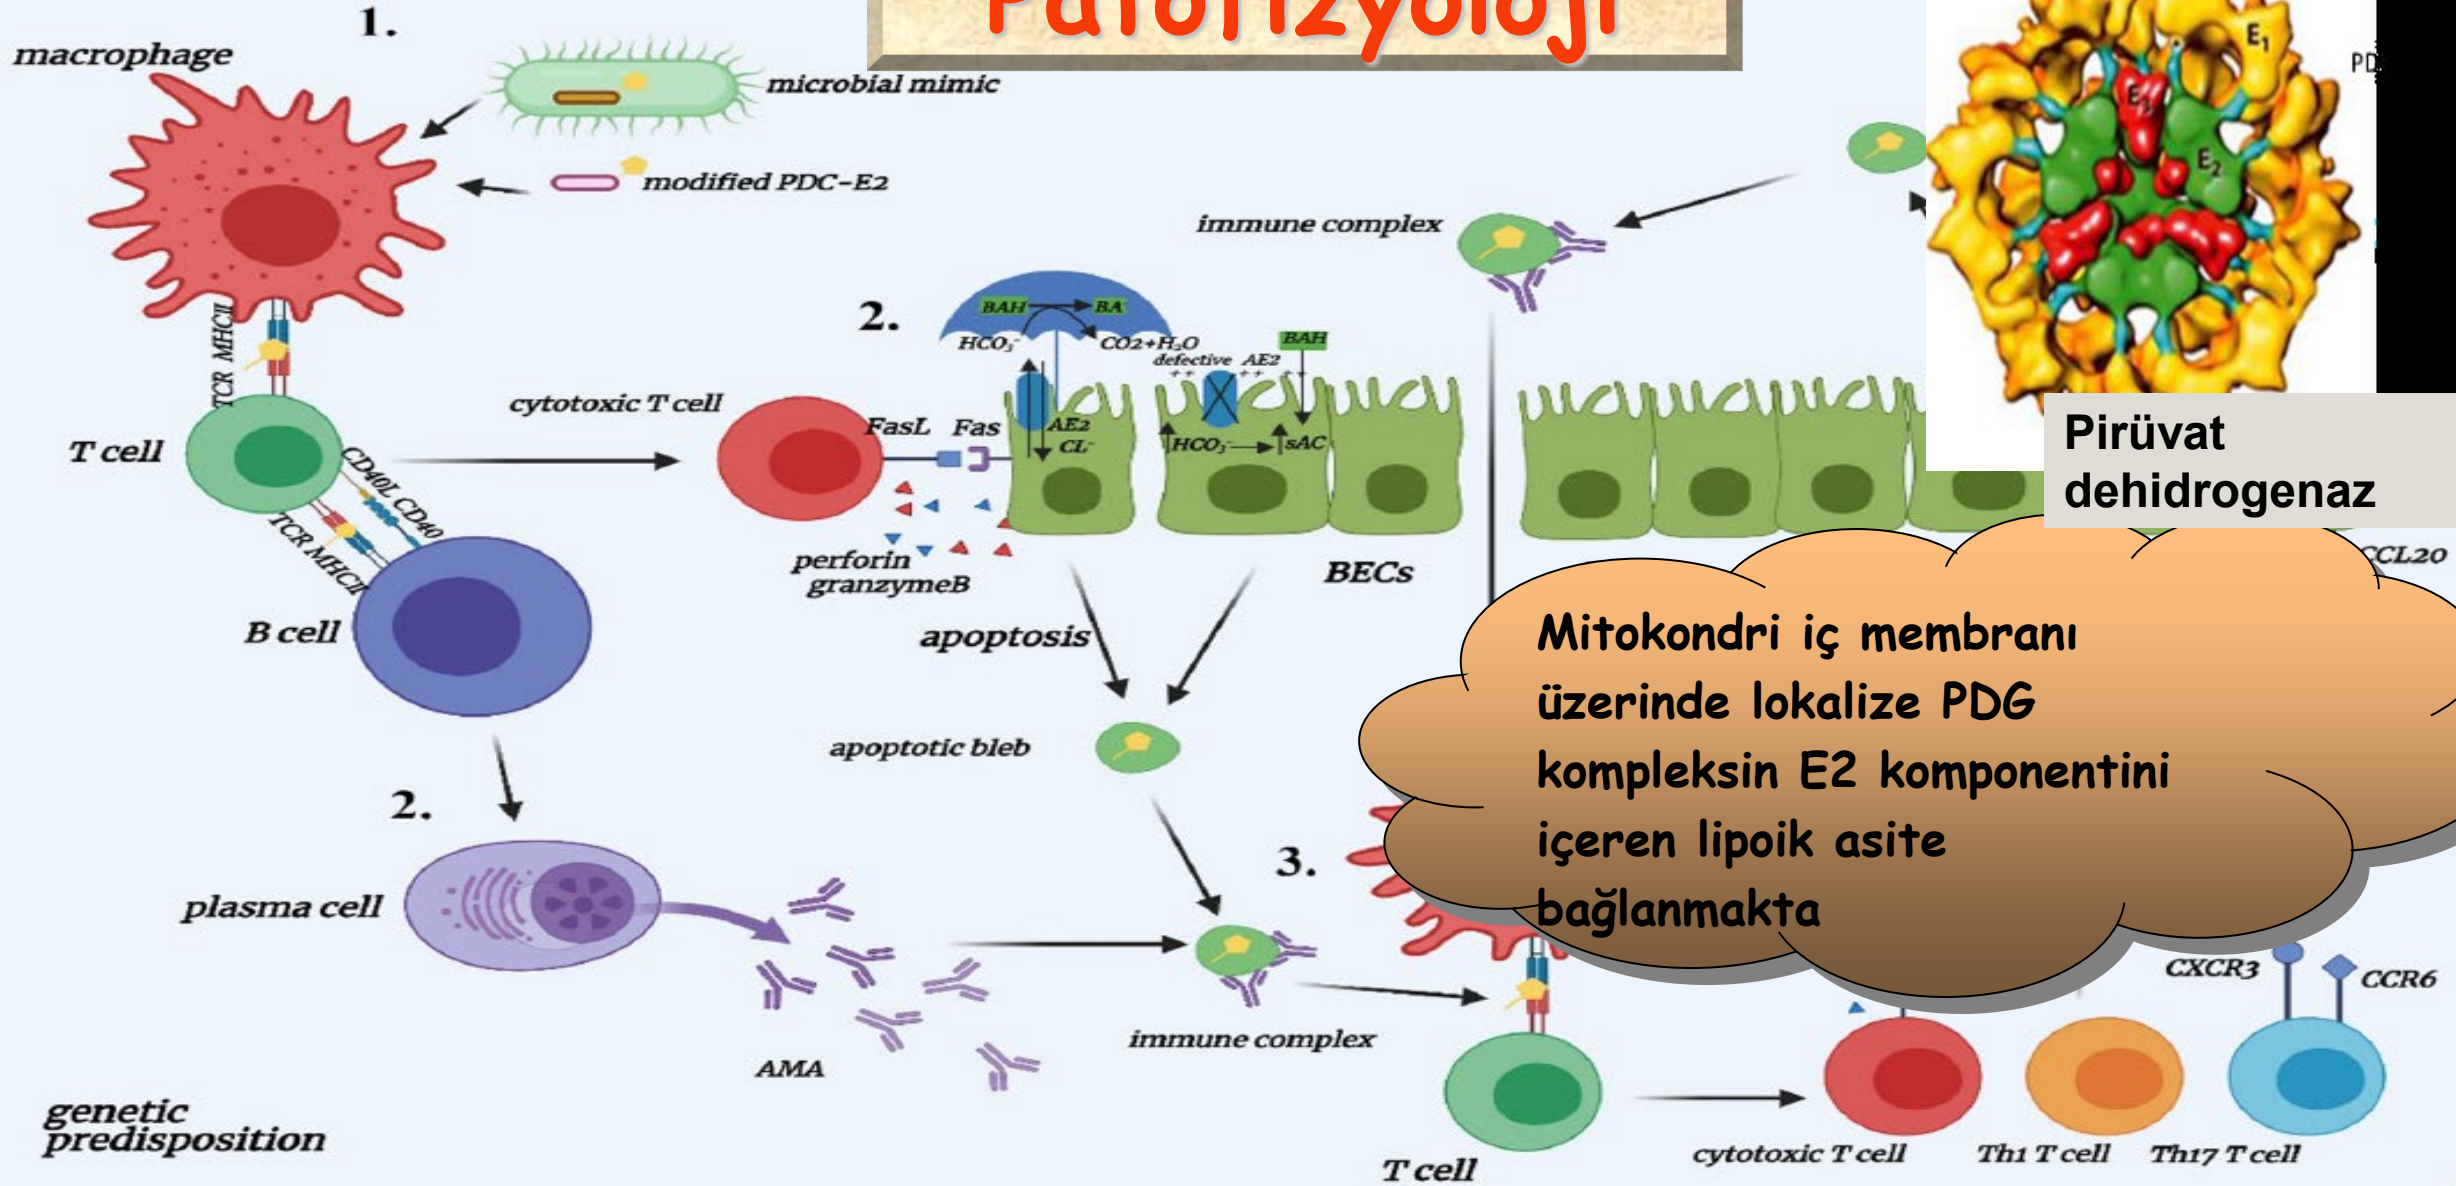 Patofizyoloji
1.
macrophage
microbial mimic
modified PDC-E2
immune complex
E₁
E₃
E₂
TCR MHCII
2.
BAH
BA
HCO₃⁻
CO2+H₂O
defective AE2
++ ++ ++
BAH
T cell
cytotoxic T cell
FasL Fas
AE2
CL⁻
HCO₃⁻
sAC
Pirüvat
dehidrogenaz
CD40L CD40
TCR MHCII
perforin
granzymeB
BECs
CCL20
B cell
apoptosis
Mitokondri iç membranı
üzerinde lokalize PDG
kompleksin E2 komponentini
içeren lipoik asite
bağlanmakta
apoptotic bleb
2.
3.
plasma cell
CXCR3
CCR6
immune complex
AMA
genetic
predisposition
T cell
cytotoxic T cell
Th1 T cell
Th17 T cell